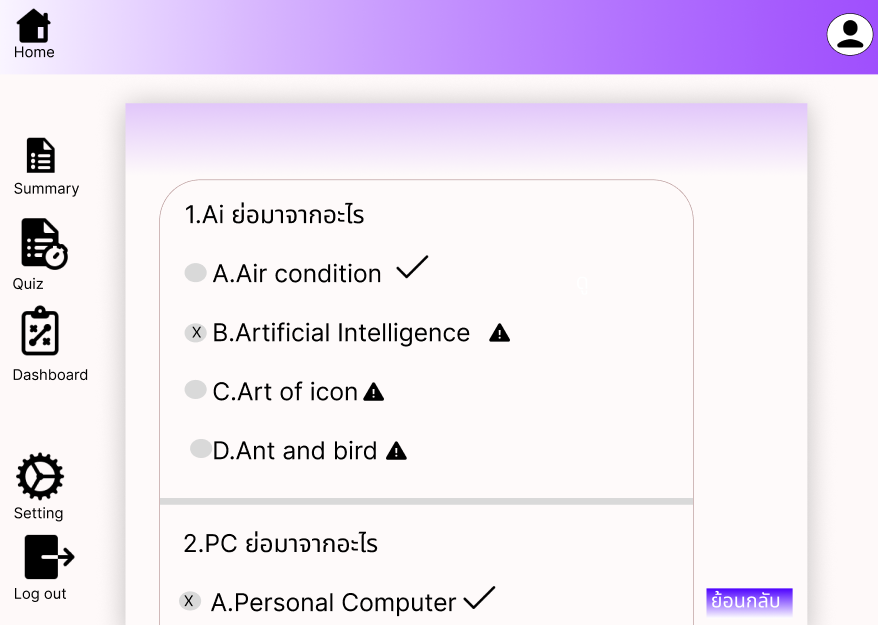 Home
Summary
Quiz
Dashboard
Setting
Log out
1.Ai ย่อมาจากอะไร
A.Air condition
X B.Artificial Intelligence
C.Art of icon
D.Ant and bird
2.PC ย่อมาจากอะไร
X A.Personal Computer
ย้อนกลับ